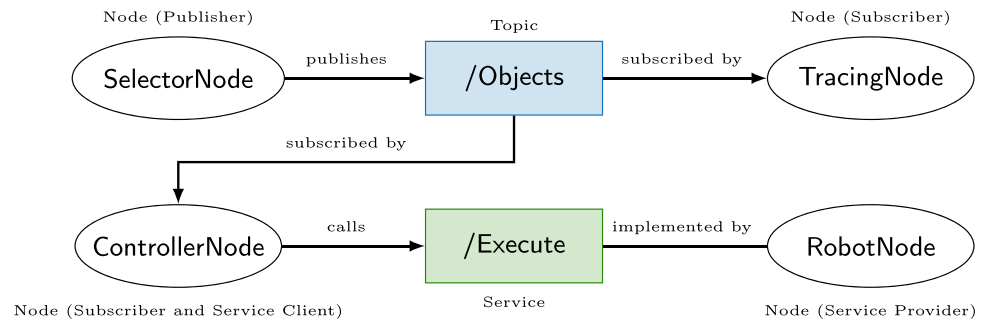 Node (Publisher)
Topic
Node (Subscriber)
SelectorNode
publishes
/Objects
subscribed by
TracingNode
subscribed by
ControllerNode
calls
/Execute
implemented by
RobotNode
Node (Subscriber and Service Client)
Service
Node (Service Provider)